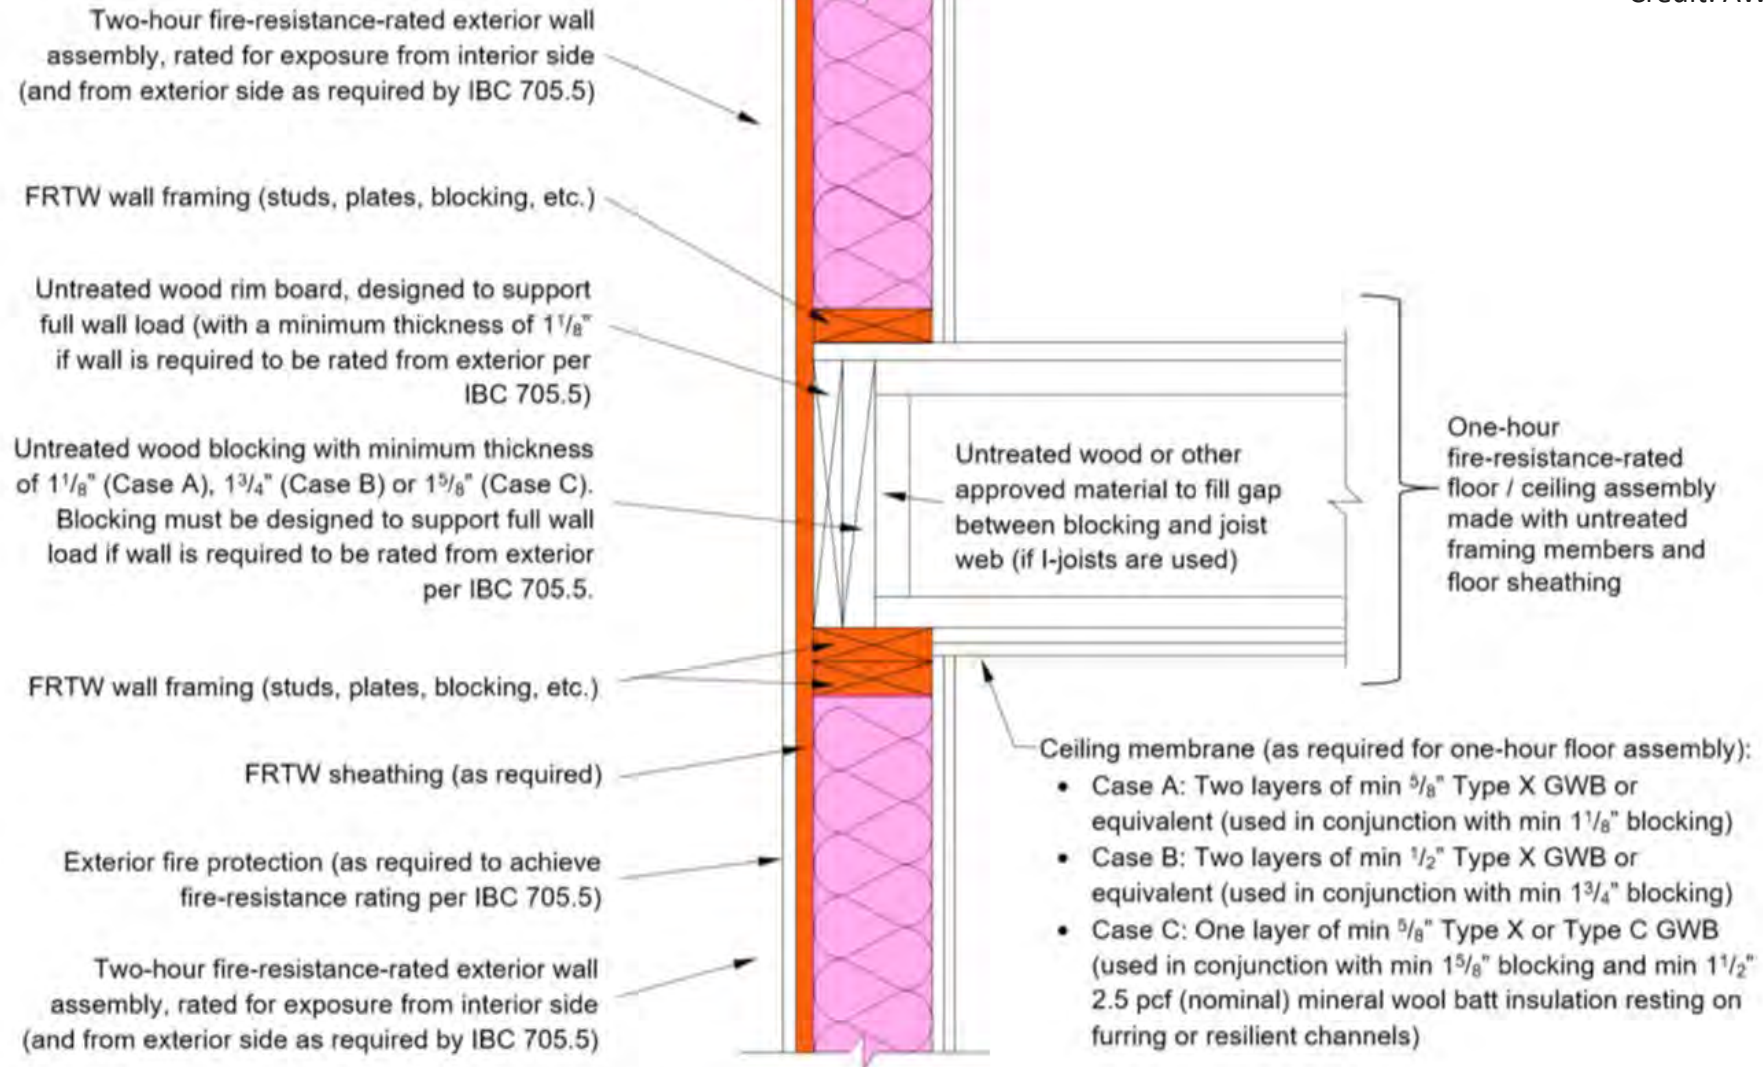 Credit: AW
Two-hour fire-resistance-rated exterior wall
assembly, rated for exposure from interior side
(and from exterior side as required by IBC 705.5)
FRTW wall framing (studs, plates, blocking, etc.)
Untreated wood rim board, designed to support
full wall load (with a minimum thickness of 1¹/₈"
if wall is required to be rated from exterior per
IBC 705.5)
Untreated wood blocking with minimum thickness
of 1¹/₈" (Case A), 1³/₄" (Case B) or 1⁵/₈" (Case C).
Blocking must be designed to support full wall
load if wall is required to be rated from exterior
per IBC 705.5.
FRTW wall framing (studs, plates, blocking, etc.)
FRTW sheathing (as required)
Exterior fire protection (as required to achieve
fire-resistance rating per IBC 705.5)
Two-hour fire-resistance-rated exterior wall
assembly, rated for exposure from interior side
(and from exterior side as required by IBC 705.5)
Untreated wood or other
approved material to fill gap
between blocking and joist
web (if I-joists are used)
One-hour
fire-resistance-rated
floor / ceiling assembly
made with untreated
framing members and
floor sheathing
Ceiling membrane (as required for one-hour floor assembly):
• Case A: Two layers of min ⁵/₈" Type X GWB or
equivalent (used in conjunction with min 1¹/₈" blocking)
• Case B: Two layers of min ¹/₂" Type X GWB or
equivalent (used in conjunction with min 1³/₄" blocking)
• Case C: One layer of min ⁵/₈" Type X or Type C GWB
(used in conjunction with min 1⁵/₈" blocking and min 1¹/₂"
2.5 pcf (nominal) mineral wool batt insulation resting on
furring or resilient channels)